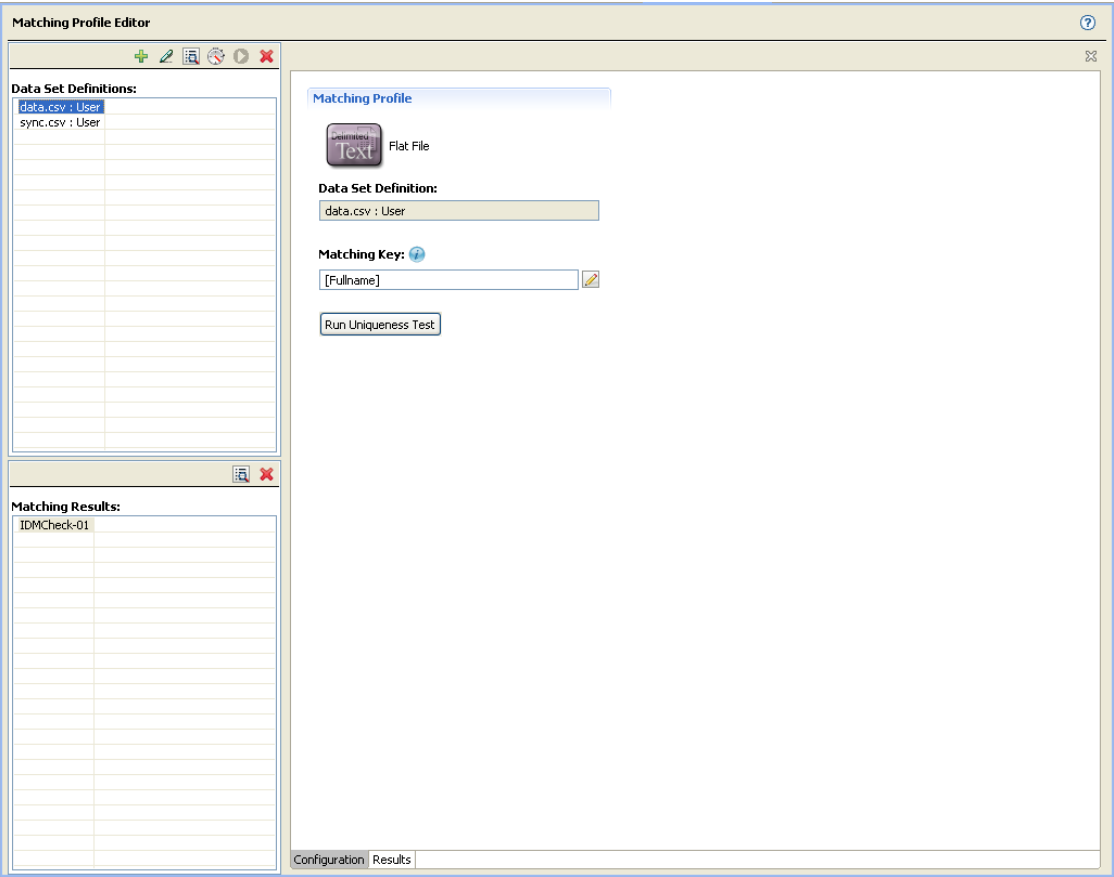 Matching Profile Editor
Data Set Definitions:
data.csv : User
sync.csv : User
Matching Results:
IDMCheck-01
Matching Profile
Delimited
Text
Flat File
Data Set Definition:
data.csv : User
Matching Key:
[Fullname]
Run Uniqueness Test
Configuration Results